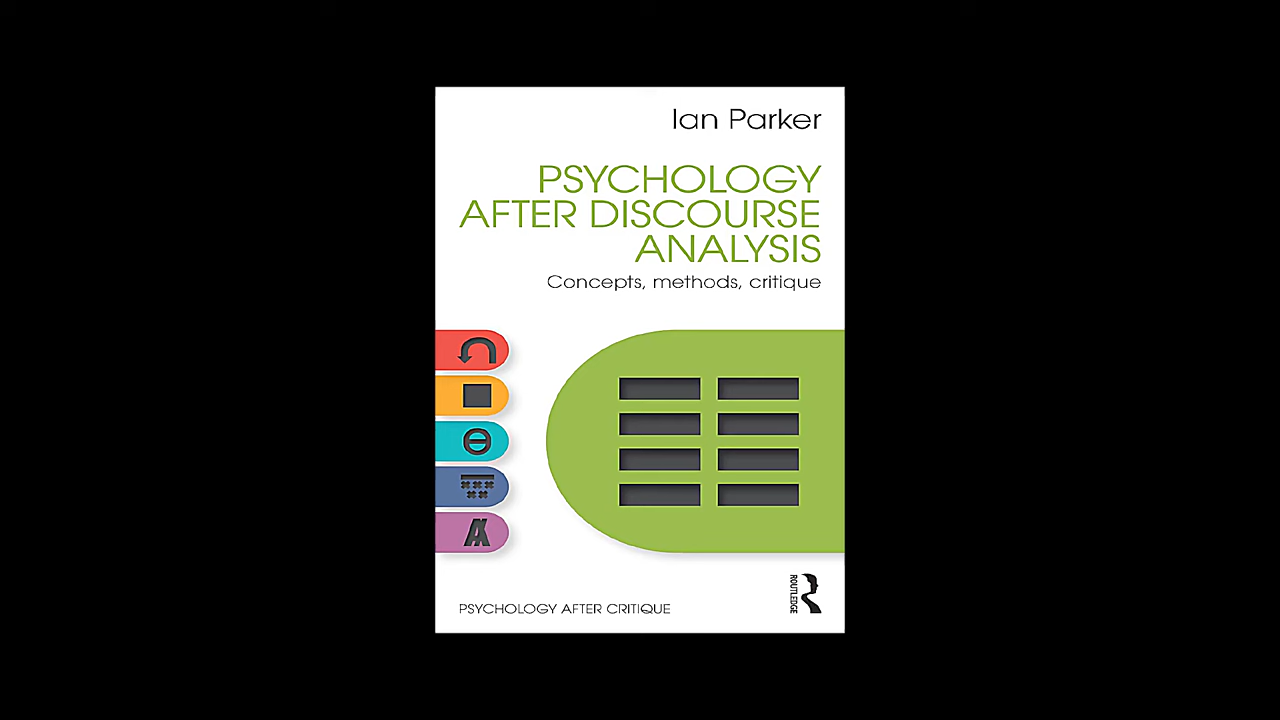 Ian Parker
PSYCHOLOGY
AFTER DISCOURSE
ANALYSIS
Concepts, methods, critique
PSYCHOLOGY AFTER CRITIQUE
ROUTLEDGE